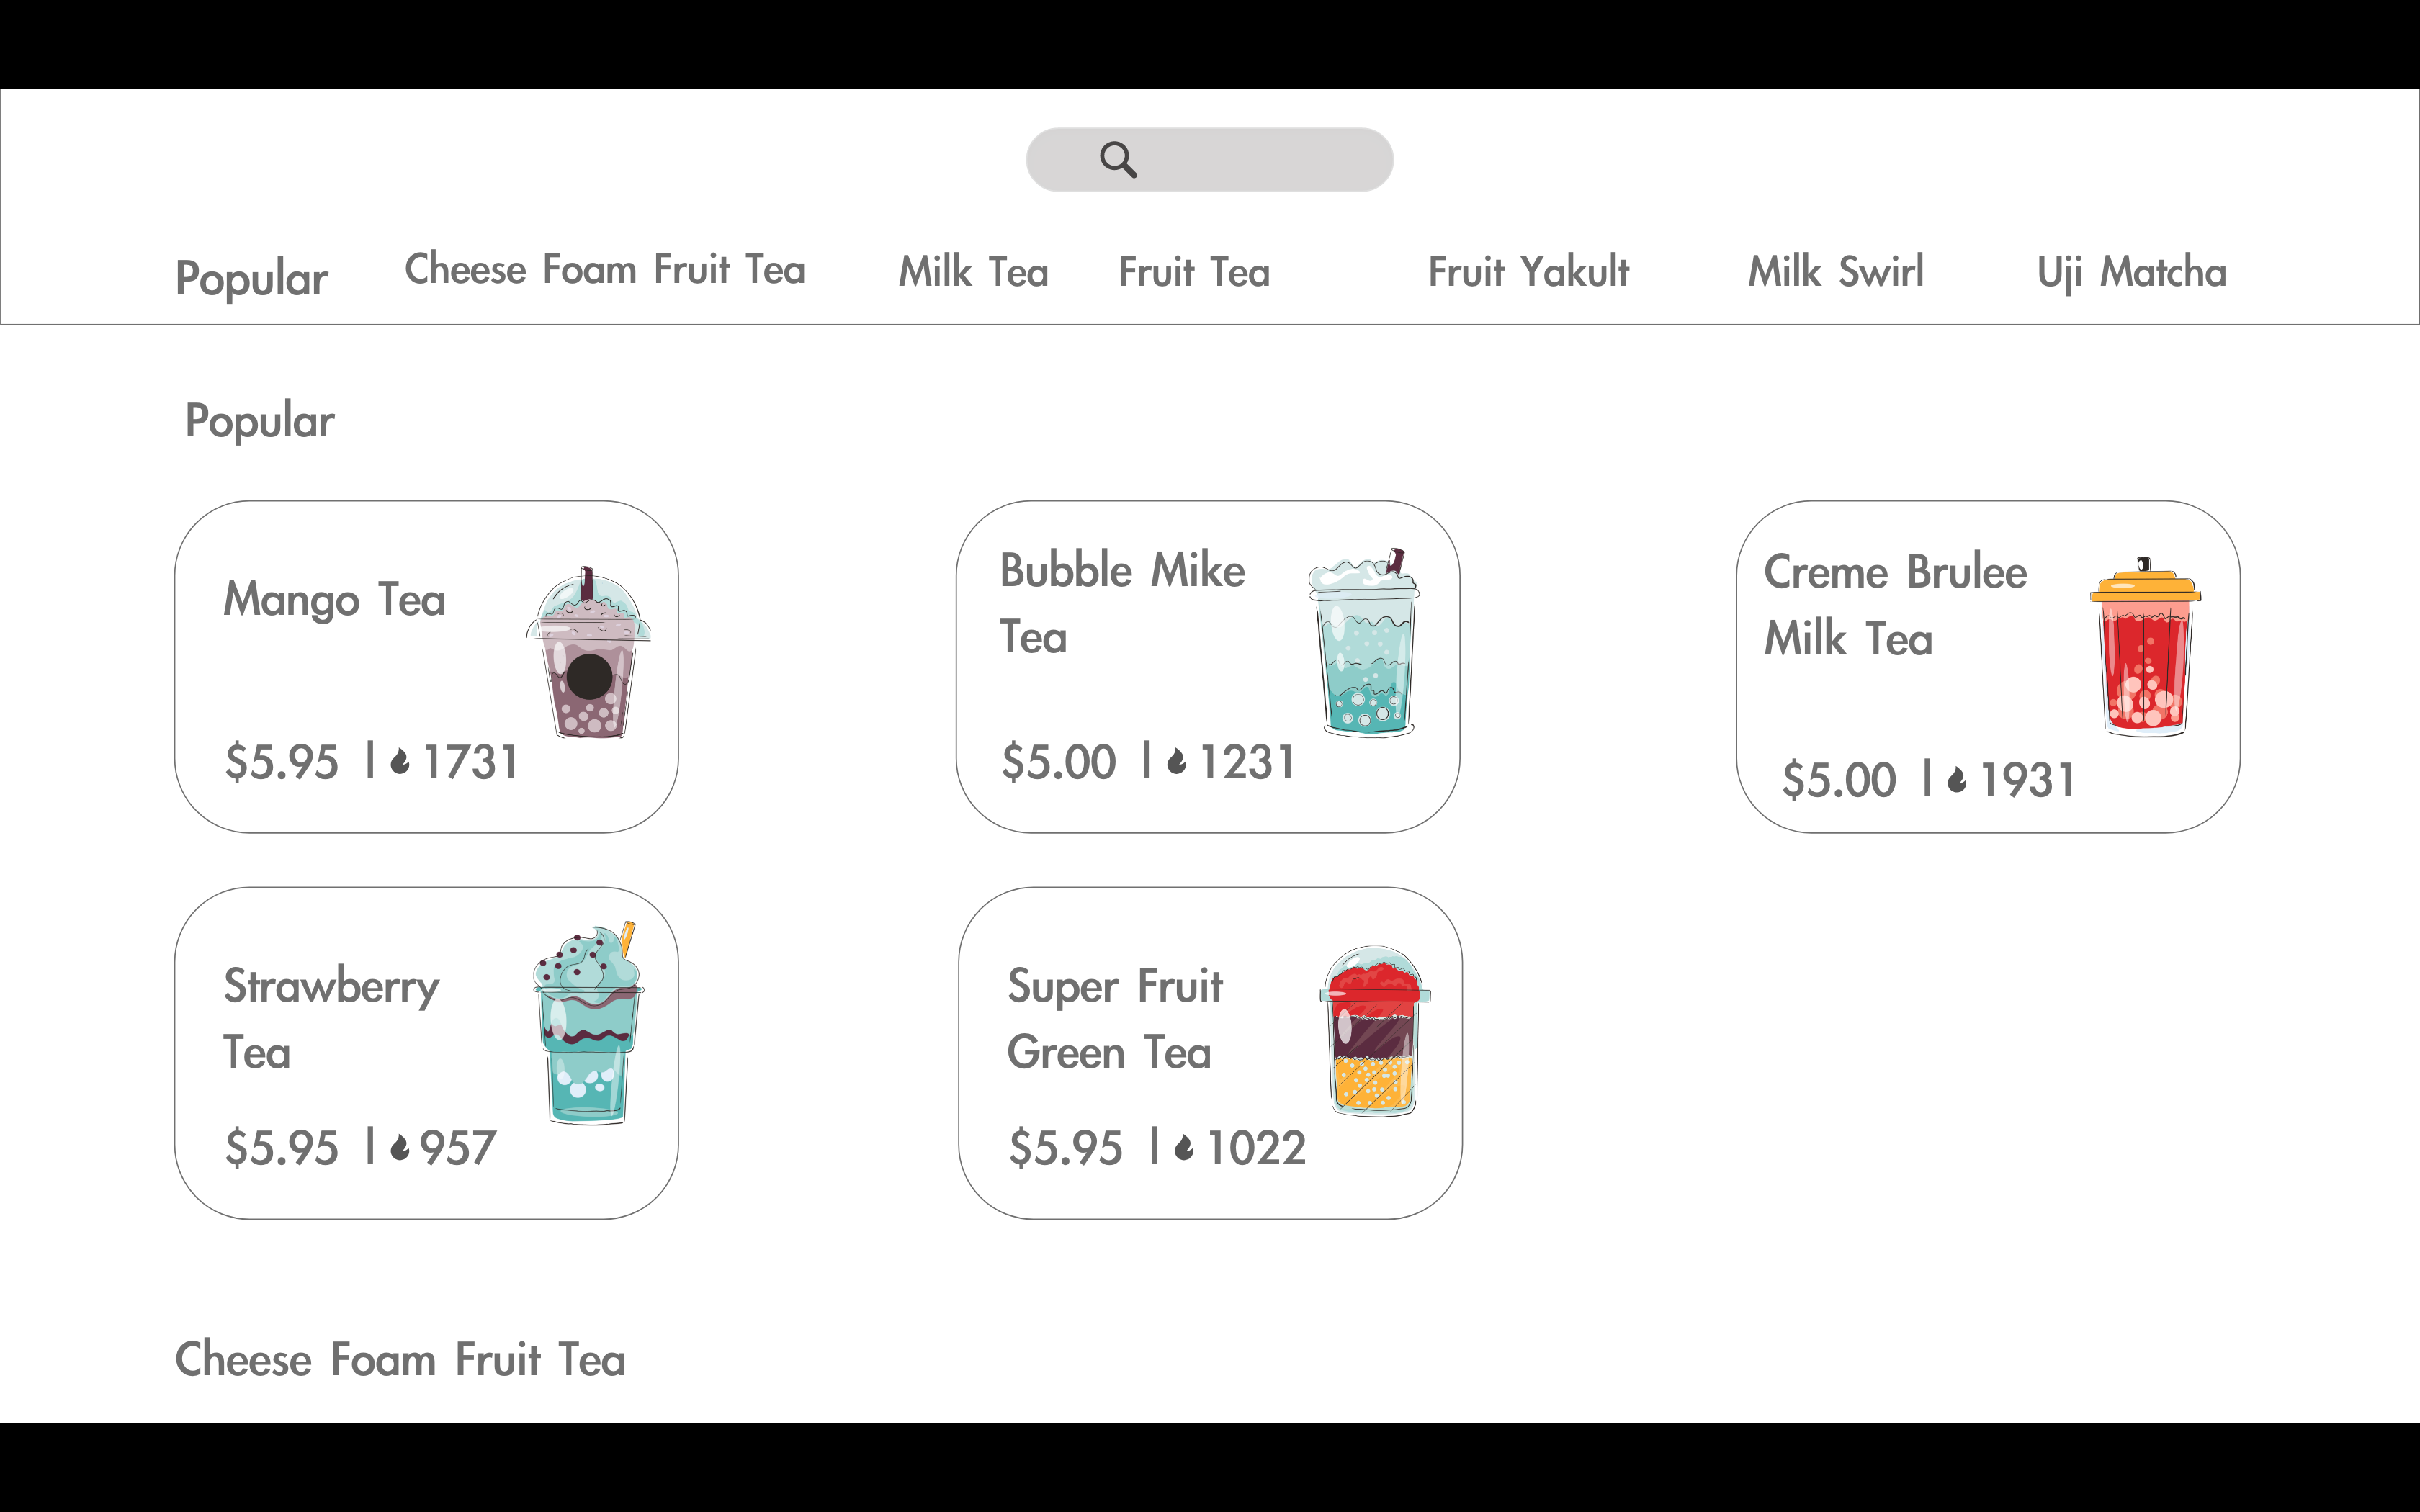 Popular Cheese Foam Fruit Tea Milk Tea Fruit Tea Fruit Yakult Milk Swirl Uji Matcha
Popular
Mango Tea
$5.95 | 1731
Bubble Mike
Tea
$5.00 | 1231
Creme Brulee
Milk Tea
$5.00 | 1931
Strawberry
Tea
$5.95 | 957
Super Fruit
Green Tea
$5.95 | 1022
Cheese Foam Fruit Tea